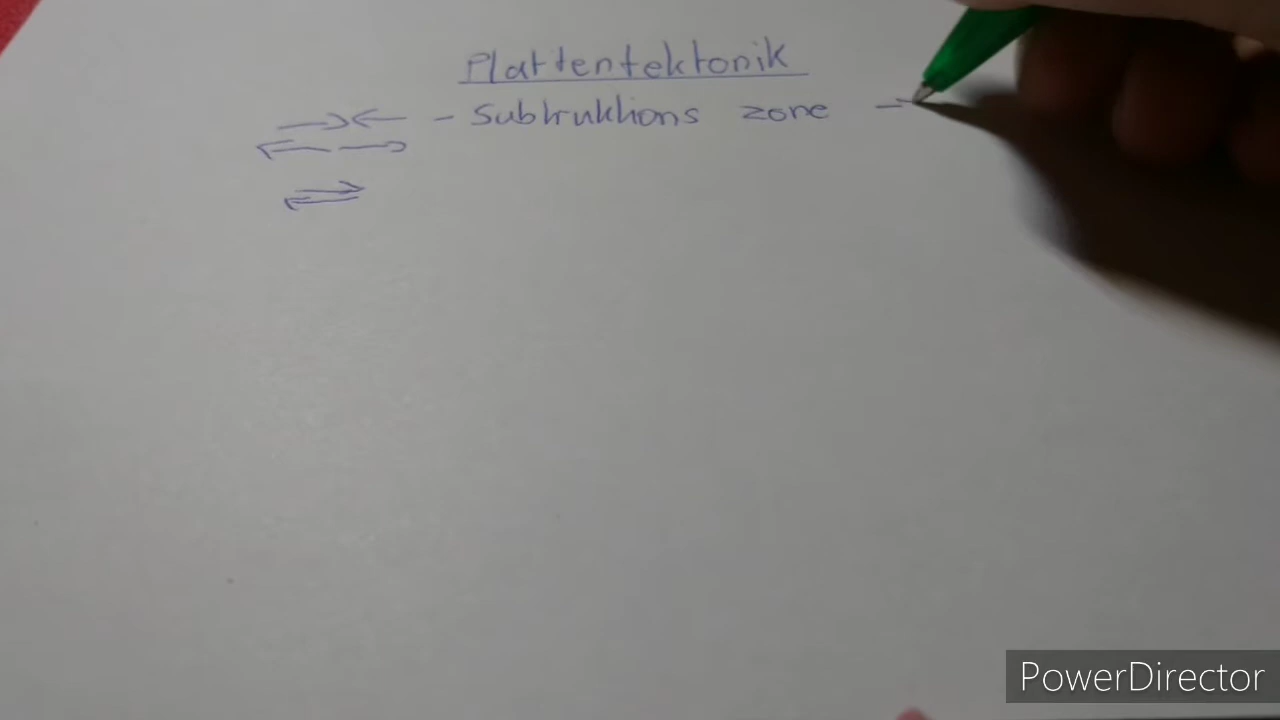 Plattentektonik
→← - Subtruktions zone →
← →
⇄
PowerDirector